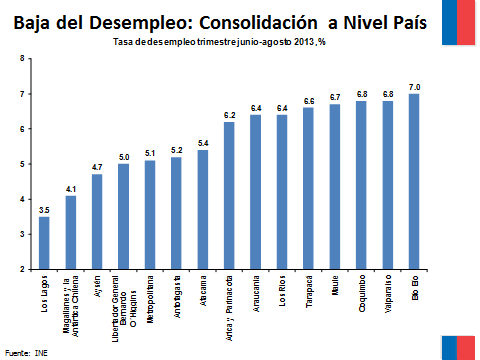 Baja del Desempleo: Consolidación a Nivel País
Tasa de desempleo trimestre junio-agosto 2013,%
8
7
6
5
4
3
2
3.5
4.1
4.7
5.0
5.1
5.2
5.4
6.2
6.4
6.4
6.6
6.7
6.8
6.8
7.0
Los Lagos
Magallanes y la
Antártica Chilena
Aysén
Libertador General
Bernardo
O´Higgins
Metropolitana
Antofagasta
Atacama
Arica y Parinacota
Araucanía
Los Ríos
Tarapacá
Maule
Coquimbo
Valparaíso
Bío Bío
Fuente: INE